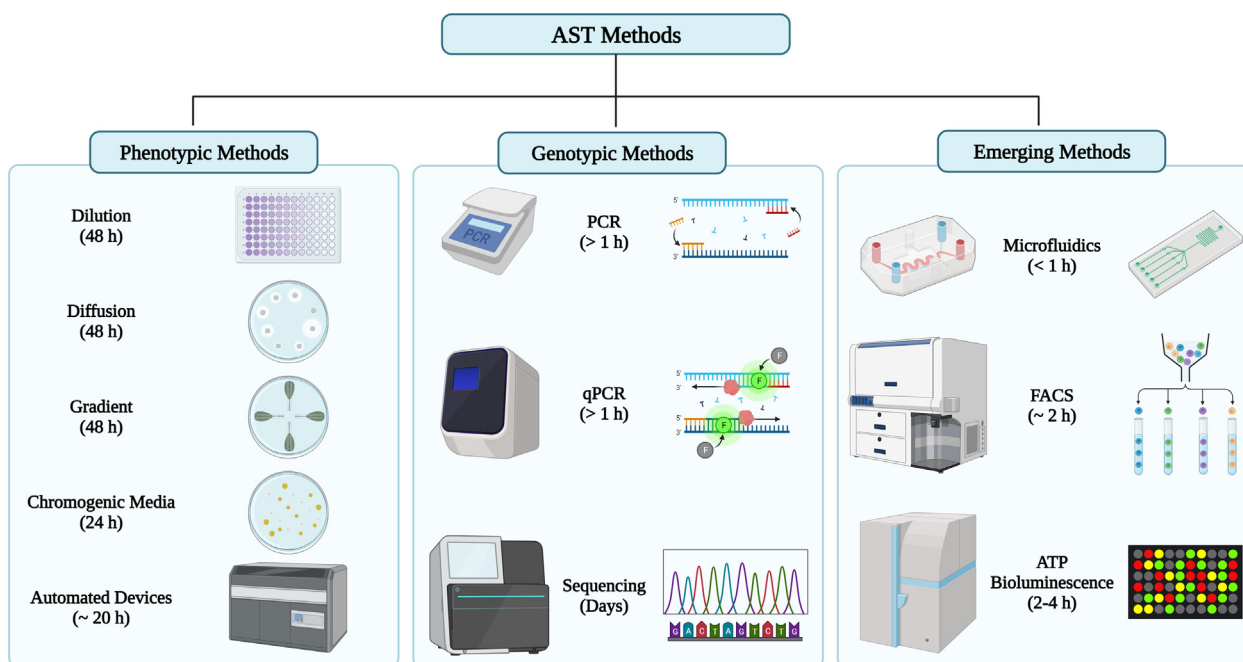 AST Methods
Phenotypic Methods
Dilution
(48 h)
Diffusion
(48 h)
Gradient
(48 h)
Chromogenic Media
(24 h)
Automated Devices
(~ 20 h)
Genotypic Methods
PCR
PCR
(> 1 h)
5'
3'
qPCR
(> 1 h)
F
5'
F
3'
5'
F
3'
F
Sequencing
(Days)
G A C T A G T C T G
Emerging Methods
Microfluidics
(< 1 h)
FACS
(~ 2 h)
ATP
Bioluminescence
(2-4 h)